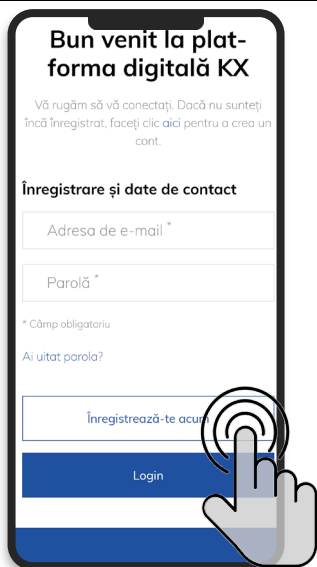 Bun venit la plat-
forma digitală KX
Vă rugăm să vă conectați. Dacă nu sunteți
încă înregistrat, faceți clic aici pentru a crea un
cont.
Înregistrare și date de contact
Adresa de e-mail *
Parolă *
* Câmp obligatoriu
Ai uitat parola?
Înregistrează-te acum
Login